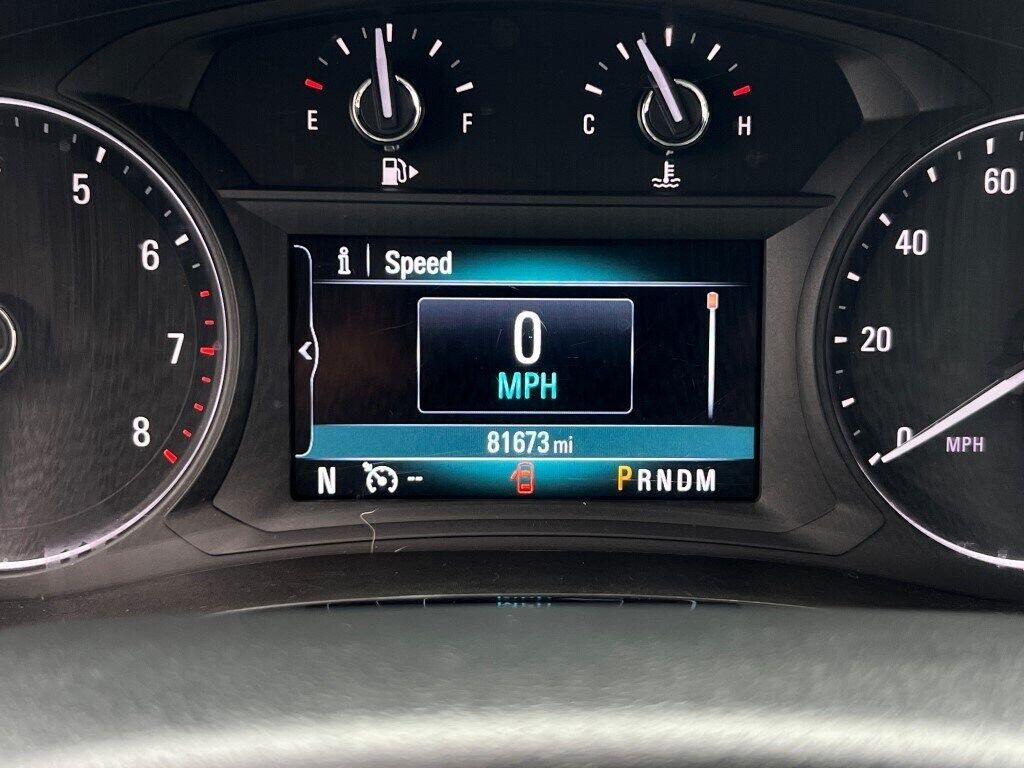 E F
C H
5
6
7
8
60
40
20
0
MPH
i Speed
0
MPH
81673 mi
N -- PRNDM